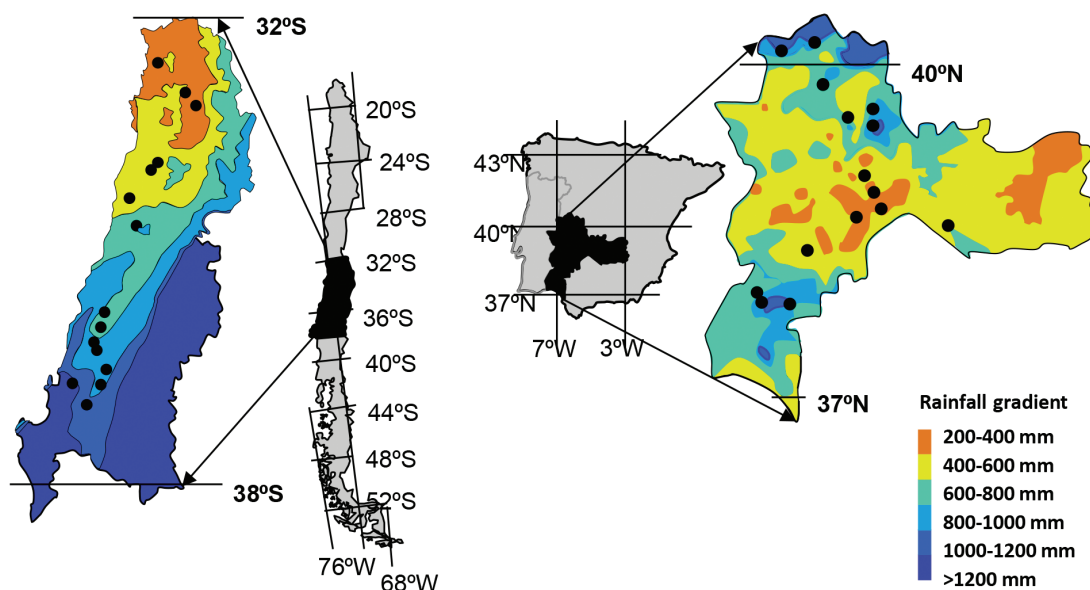 32ºS
20ºS
24ºS
28ºS
32ºS
36ºS
40ºS
44ºS
48ºS
52ºS
76ºW
68ºW
38ºS
43ºN
40ºN
37ºN
7ºW
3ºW
40ºN
37ºN
Rainfall gradient
200-400 mm
400-600 mm
600-800 mm
800-1000 mm
1000-1200 mm
>1200 mm